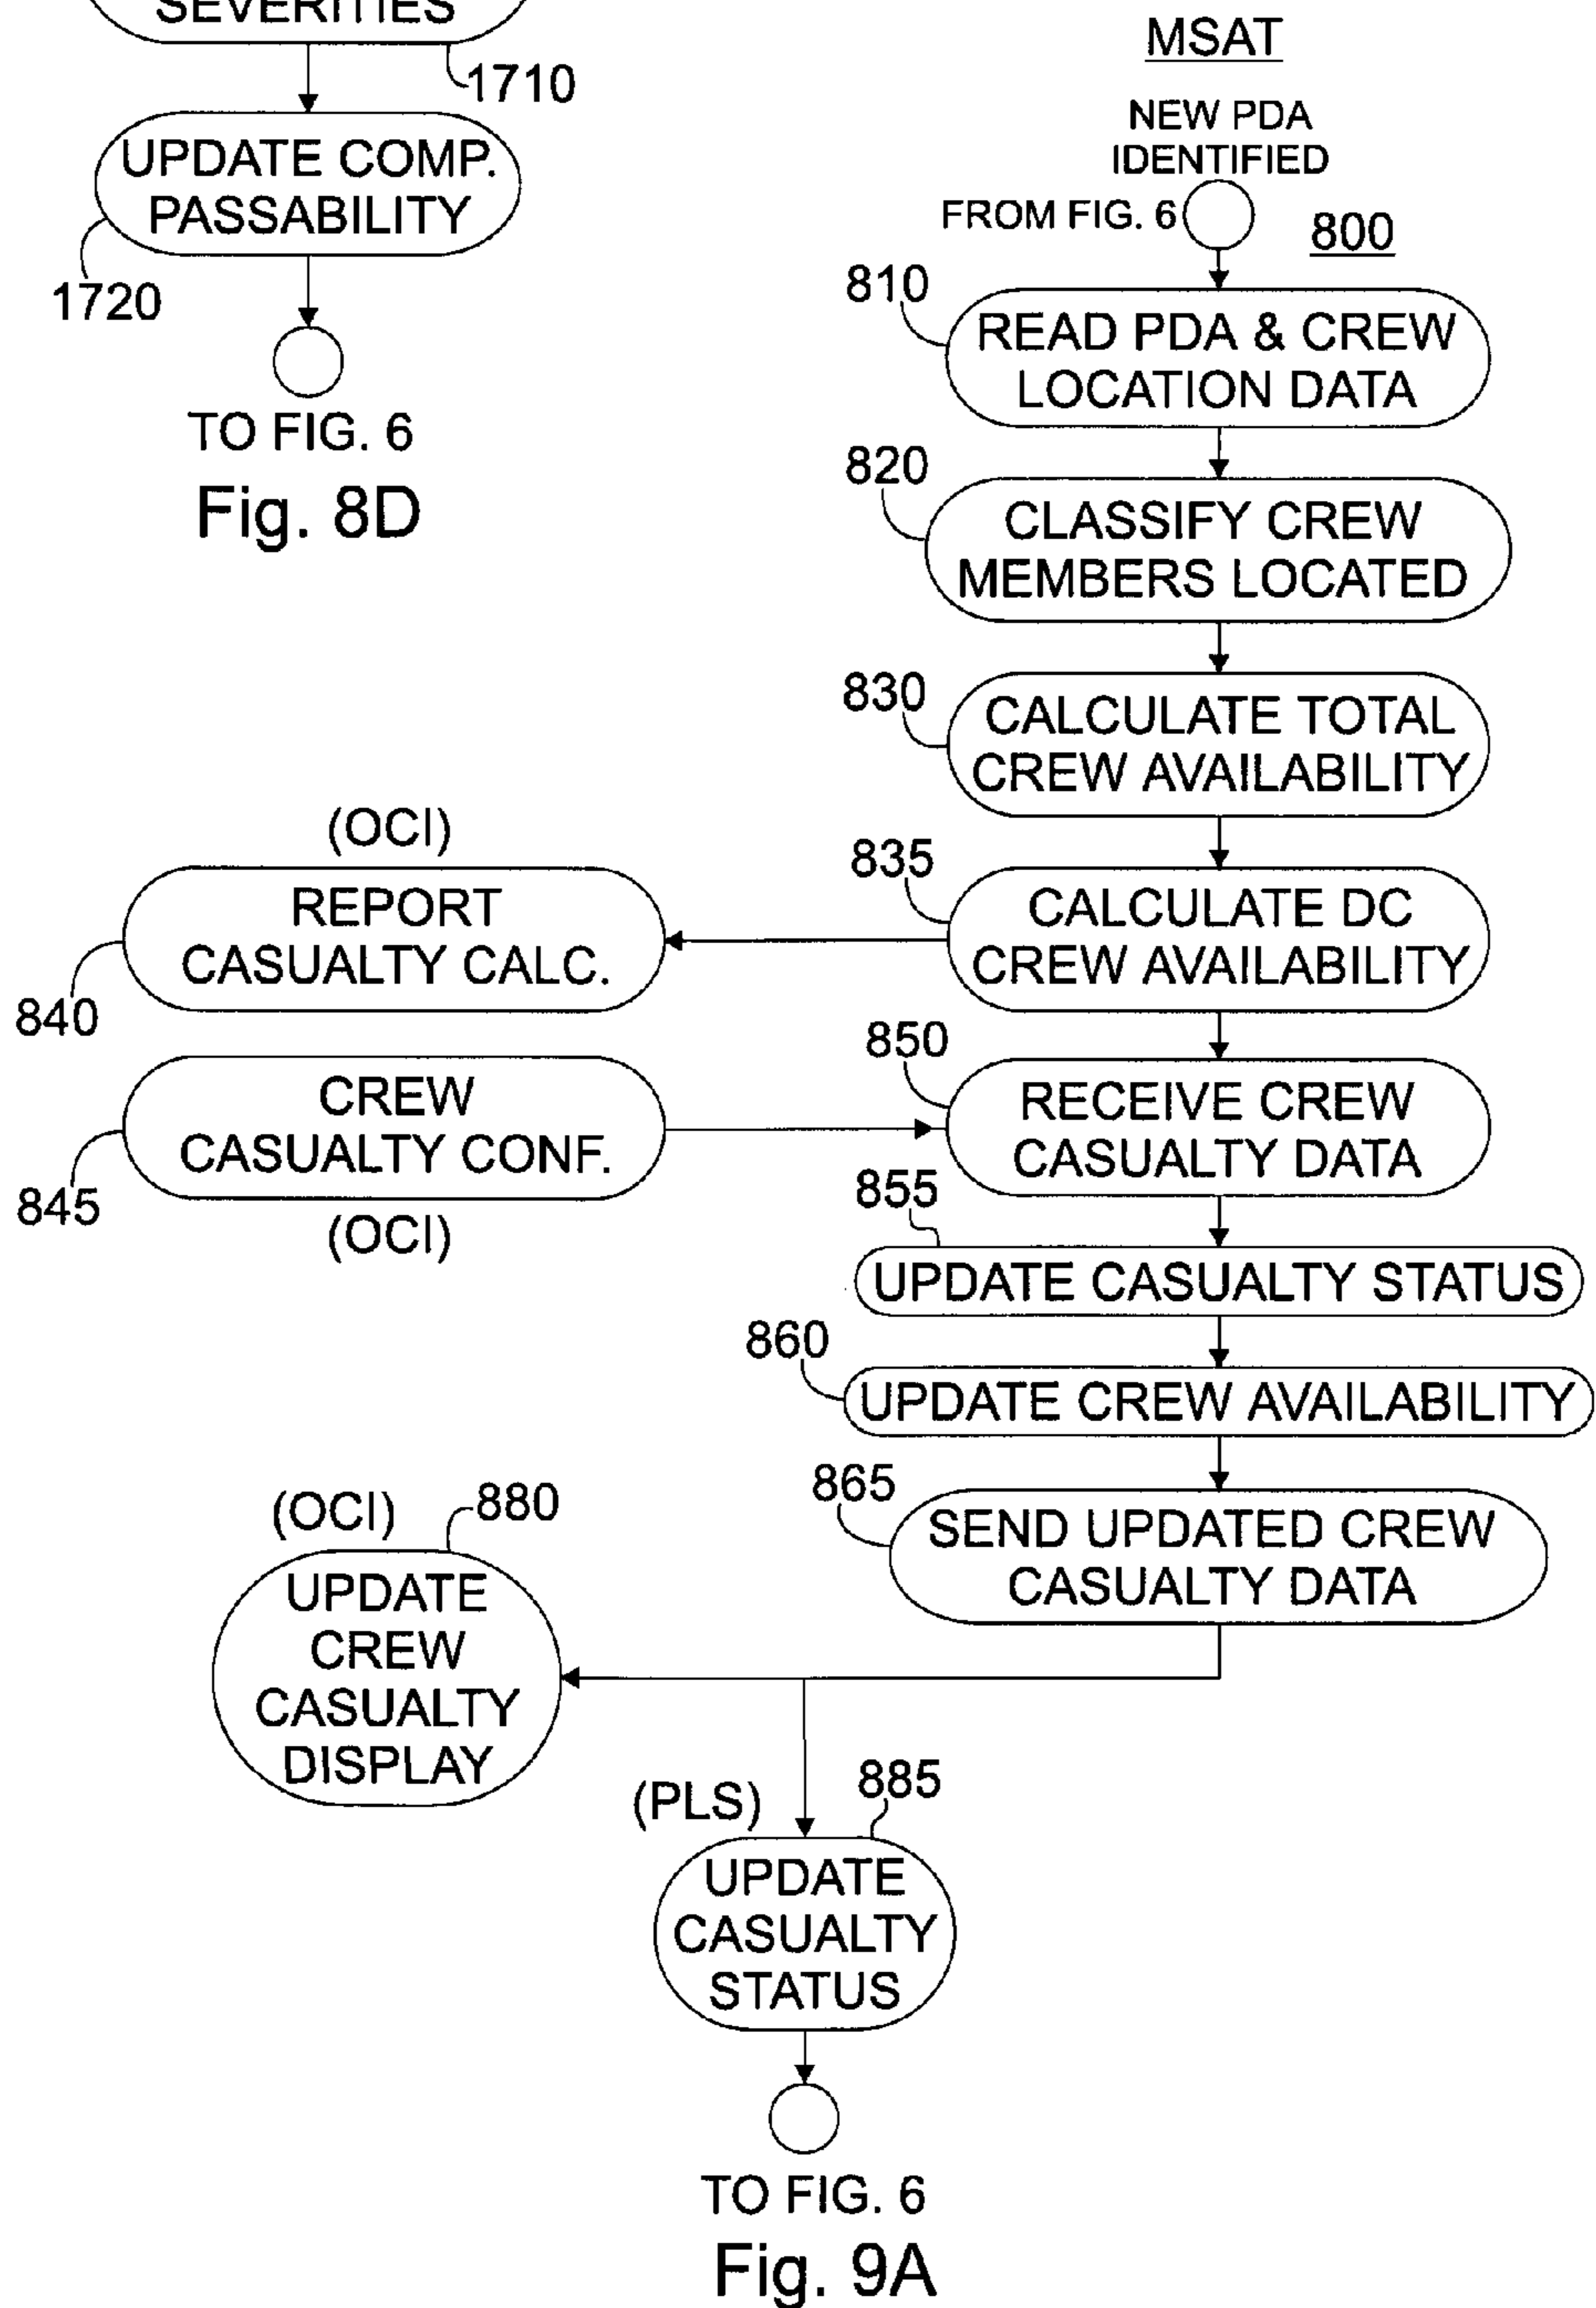 SEVERITIES
1710
UPDATE COMP.
PASSABILITY
1720
TO FIG. 6
Fig. 8D
MSAT
NEW PDA
IDENTIFIED
FROM FIG. 6
800
810
READ PDA & CREW
LOCATION DATA
820
CLASSIFY CREW
MEMBERS LOCATED
830
CALCULATE TOTAL
CREW AVAILABILITY
835
CALCULATE DC
CREW AVAILABILITY
(OCI)
REPORT
CASUALTY CALC.
840
CREW
CASUALTY CONF.
845
(OCI)
850
RECEIVE CREW
CASUALTY DATA
855
UPDATE CASUALTY STATUS
860
UPDATE CREW AVAILABILITY
865
SEND UPDATED CREW
CASUALTY DATA
(OCI)
880
UPDATE
CREW
CASUALTY
DISPLAY
(PLS)
885
UPDATE
CASUALTY
STATUS
TO FIG. 6
Fig. 9A